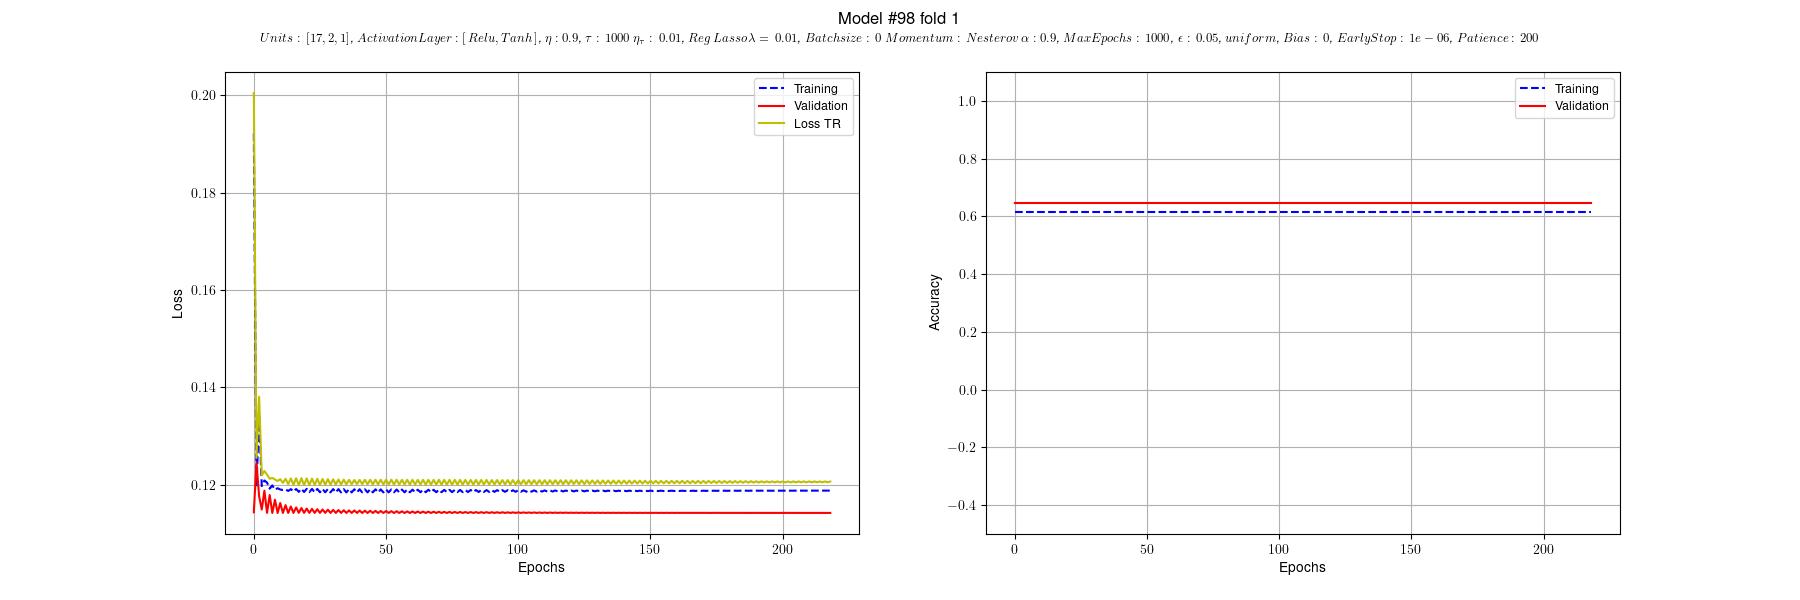 Model #98 fold 1
Units : [17, 2, 1], ActivationLayer : [ Relu, Tanh ], η : 0.9, τ : 1000 η_τ : 0.01, Reg Lassoλ = 0.01, Batchsize : 0 Momentum : Nesterov α : 0.9, MaxEpochs : 1000, ϵ : 0.05, uniform, Bias : 0, EarlyStop : 1e − 06, Patience : 200
Training
Validation
Loss TR
0.20
0.18
0.16
0.14
0.12
Loss
0
50
100
150
200
Epochs
Training
Validation
1.0
0.8
0.6
0.4
0.2
0.0
−0.2
−0.4
Accuracy
0
50
100
150
200
Epochs